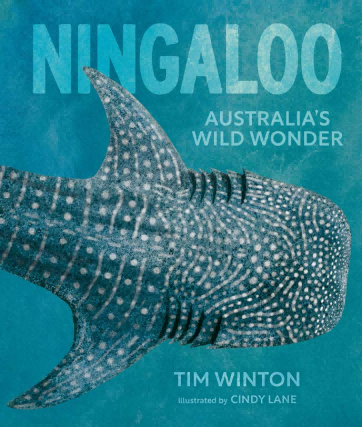 NINGALOO
AUSTRALIA'S
WILD WONDER
TIM WINTON
illustrated by CINDY LANE